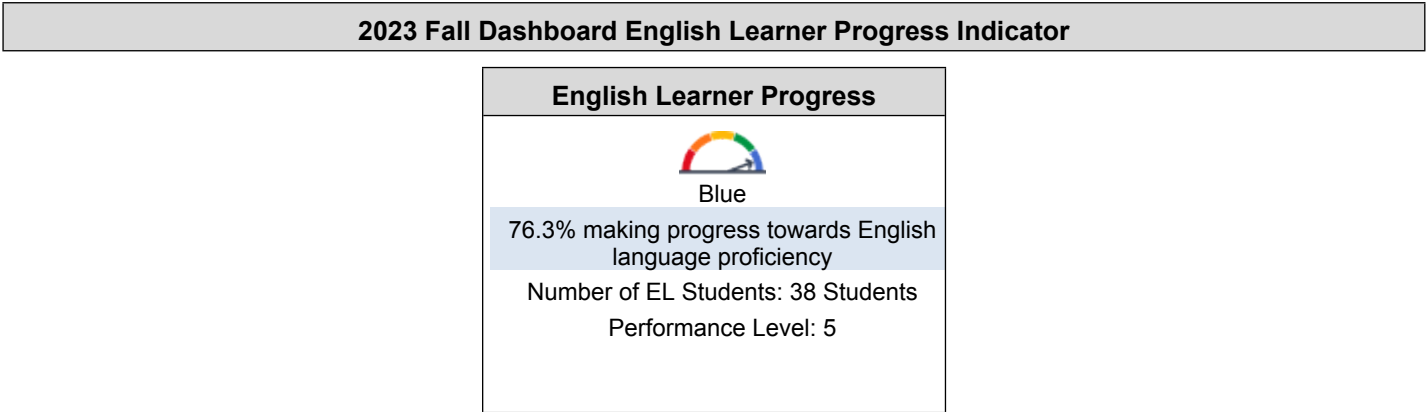 2023 Fall Dashboard English Learner Progress Indicator
English Learner Progress
Blue
76.3% making progress towards English
language proficiency
Number of EL Students: 38 Students
Performance Level: 5